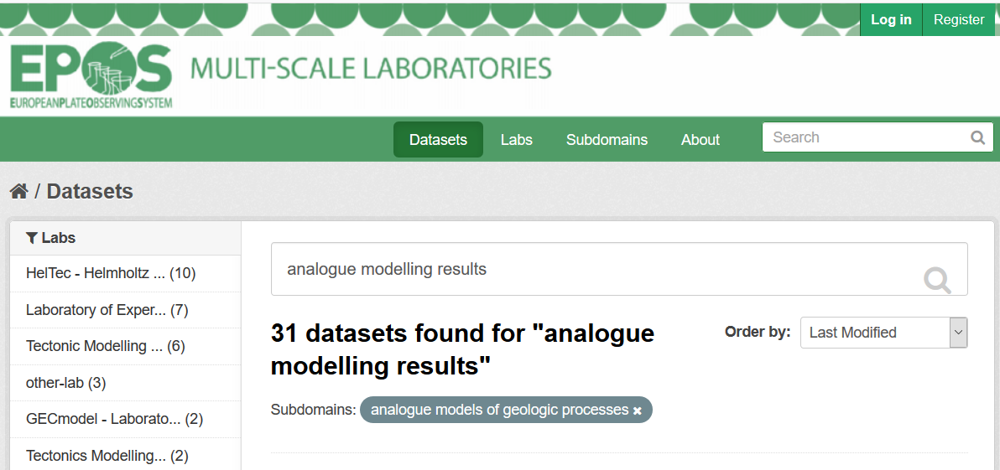 Log in Register
EPOS
EUROPEANPLATEOBSERVINGSYSTEM
MULTI-SCALE LABORATORIES
Datasets Labs Subdomains About Search
/ Datasets
Labs
HelTec - Helmholtz ... (10)
Laboratory of Exper... (7)
Tectonic Modelling ... (6)
other-lab (3)
GECmodel - Laborato... (2)
Tectonics Modelling... (2)
analogue modelling results
31 datasets found for "analogue
modelling results"
Order by: Last Modified
Subdomains: analogue models of geologic processes ×